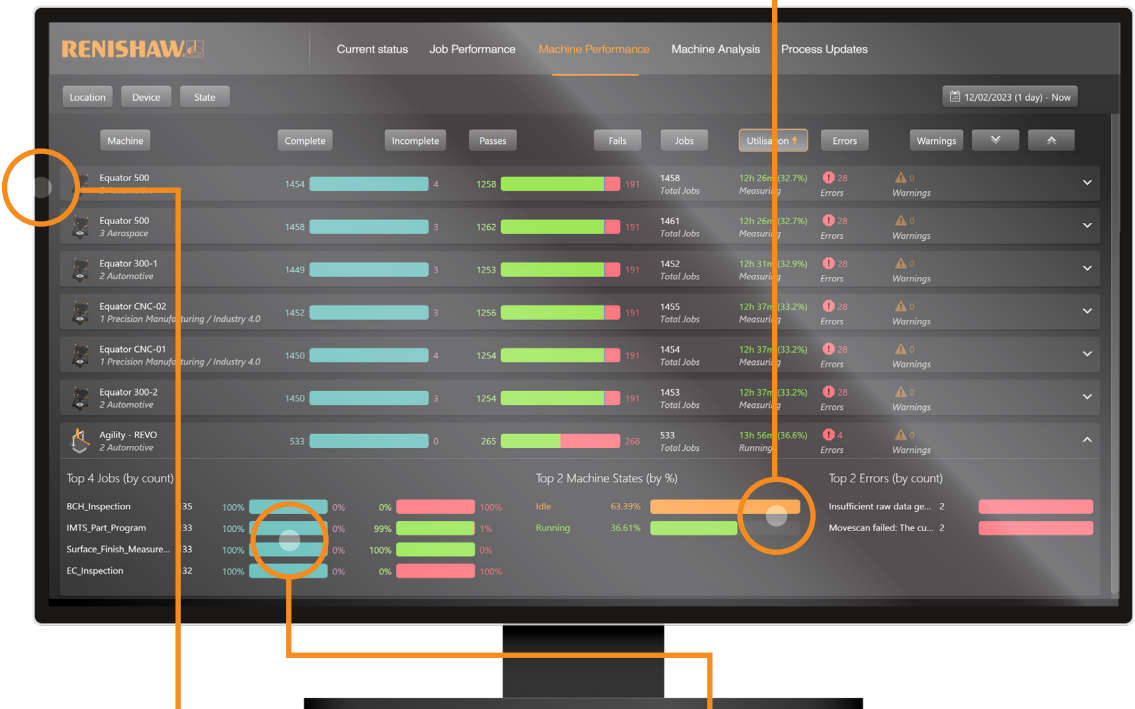 RENISHAW
Current status Job Performance Machine Performance Machine Analysis Process Updates
Location Device State 12/02/2023 (1 day) - Now
Machine Complete Incomplete Passes Fails Jobs Utilisation ↑ Errors Warnings
Equator 500 1454 4 1258 191 1458 12h 26m (32.7%) 28 0
2 Automotive Total Jobs Measuring Errors Warnings
Equator 500 1458 3 1262 191 1461 12h 26m (32.7%) 28 0
3 Aerospace Total Jobs Measuring Errors Warnings
Equator 300-1 1449 3 1253 191 1452 12h 31m (32.9%) 28 0
2 Automotive Total Jobs Measuring Errors Warnings
Equator CNC-02 1452 3 1256 191 1455 12h 37m (33.2%) 28 0
1 Precision Manufacturing / Industry 4.0 Total Jobs Measuring Errors Warnings
Equator CNC-01 1450 4 1254 191 1454 12h 37m (33.2%) 28 0
1 Precision Manufacturing / Industry 4.0 Total Jobs Measuring Errors Warnings
Equator 300-2 1450 3 1254 191 1453 12h 37m (33.2%) 28 0
2 Automotive Total Jobs Measuring Errors Warnings
Agility - REVO 533 0 265 268 533 13h 56m (36.6%) 4 0
2 Automotive Total Jobs Running Errors Warnings
Top 4 Jobs (by count) Top 2 Machine States (by %) Top 2 Errors (by count)
BCH_Inspection 100% 0% 0% 100% Idle 63.39% Insufficient raw data ge... 2
IMTS_Part_Program 100% 0% 99% 1% Running 36.61% Movescan failed: The cu... 2
Surface_Finish_Measure... 100% 0% 100% 0%
EC_Inspection 100% 0% 0% 100%